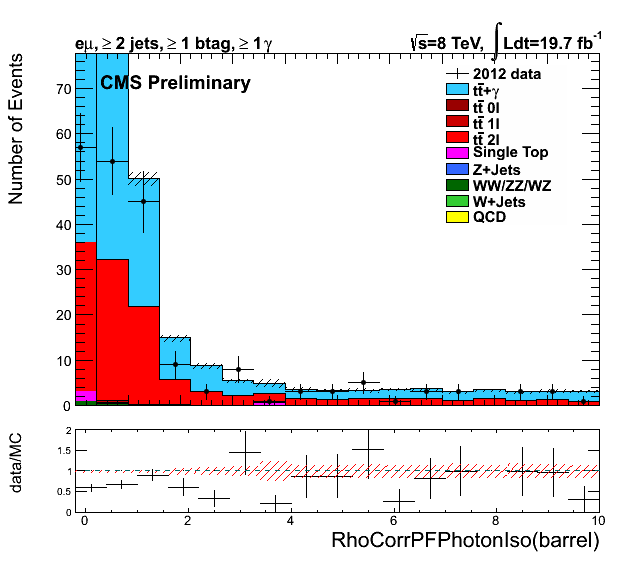 eμ, ≥ 2 jets, ≥ 1 btag, ≥ 1 γ
√s=8 TeV, ∫ Ldt=19.7 fb⁻¹
CMS Preliminary
Number of Events
2012 data
tt̄+γ
tt̄ 0l
tt̄ 1l
tt̄ 2l
Single Top
Z+Jets
WW/ZZ/WZ
W+Jets
QCD
70
60
50
40
30
20
10
0
data/MC
2
1.5
1
0.5
0
0 2 4 6 8 10
RhoCorrPFPhotonIso(barrel)